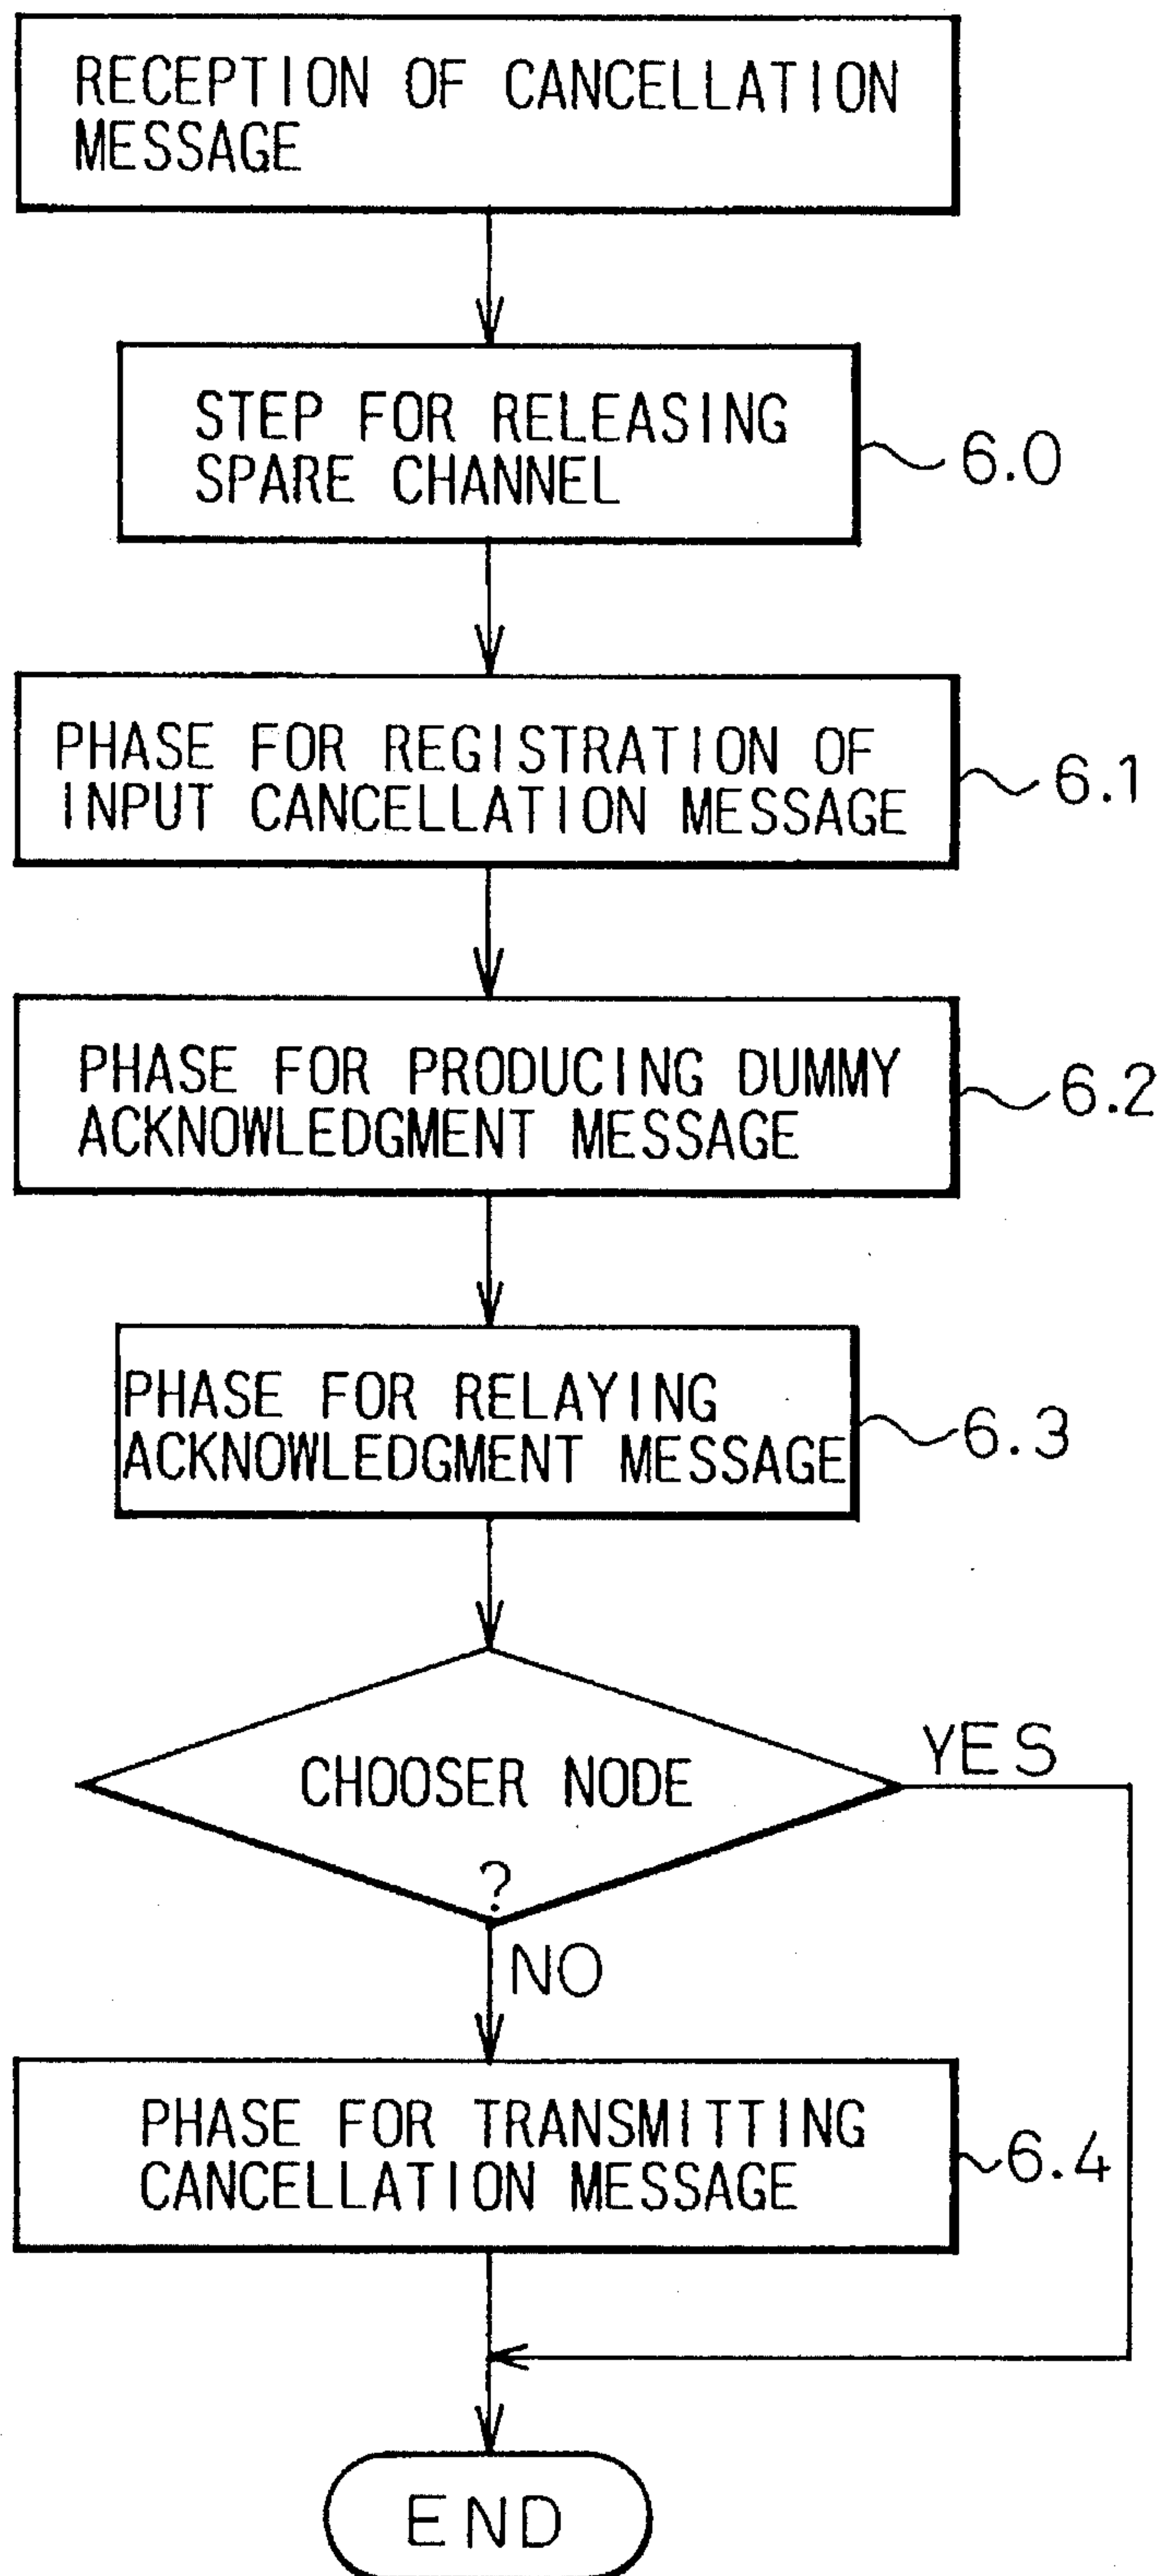 RECEPTION OF CANCELLATION
MESSAGE
STEP FOR RELEASING
SPARE CHANNEL
6.0
PHASE FOR REGISTRATION OF
INPUT CANCELLATION MESSAGE
6.1
PHASE FOR PRODUCING DUMMY
ACKNOWLEDGMENT MESSAGE
6.2
PHASE FOR RELAYING
ACKNOWLEDGMENT MESSAGE
6.3
YES
CHOOSER NODE
?
NO
PHASE FOR TRANSMITTING
CANCELLATION MESSAGE
6.4
END